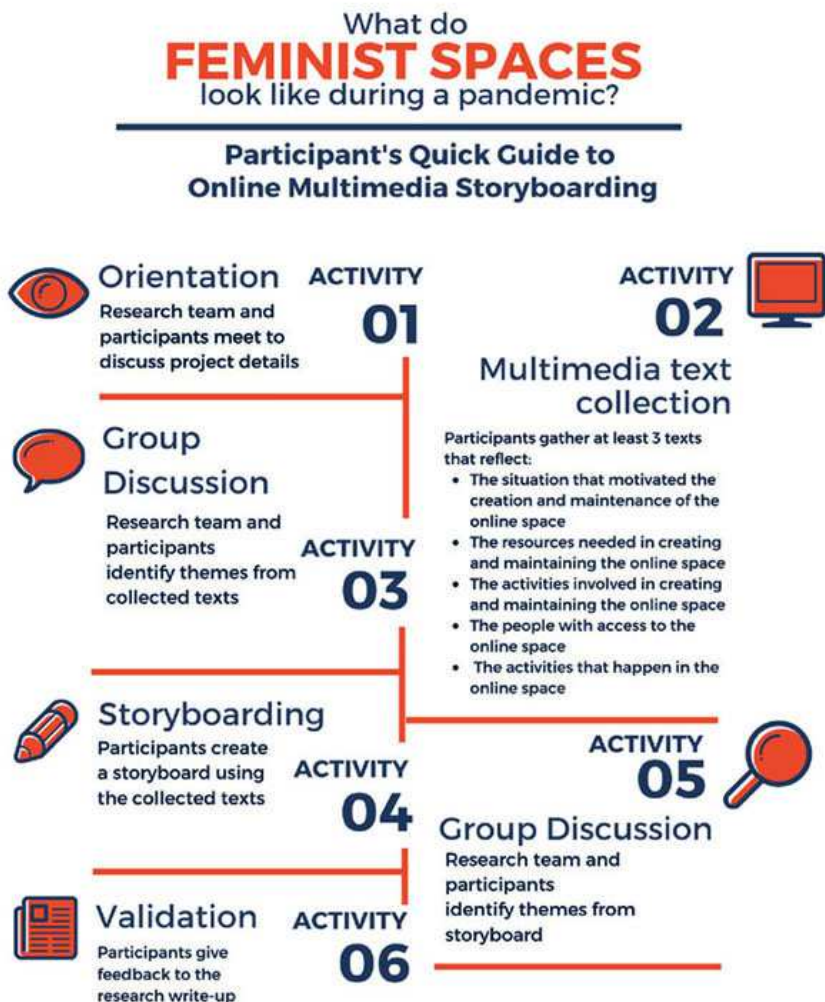 What do
FEMINIST SPACES
look like during a pandemic?
Participant's Quick Guide to
Online Multimedia Storyboarding
Orientation
ACTIVITY
01
Research team and
participants meet to
discuss project details
ACTIVITY
02
Multimedia text
collection
Participants gather at least 3 texts
that reflect:
• The situation that motivated the
creation and maintenance of the
online space
• The resources needed in creating
and maintaining the online space
• The activities involved in creating
and maintaining the online space
• The people with access to the
online space
• The activities that happen in the
online space
Group
Discussion
ACTIVITY
03
Research team and
participants
identify themes from
collected texts
Storyboarding
ACTIVITY
04
Participants create
a storyboard using
the collected texts
ACTIVITY
05
Group Discussion
Research team and
participants
identify themes from
storyboard
Validation
ACTIVITY
06
Participants give
feedback to the
research write-up